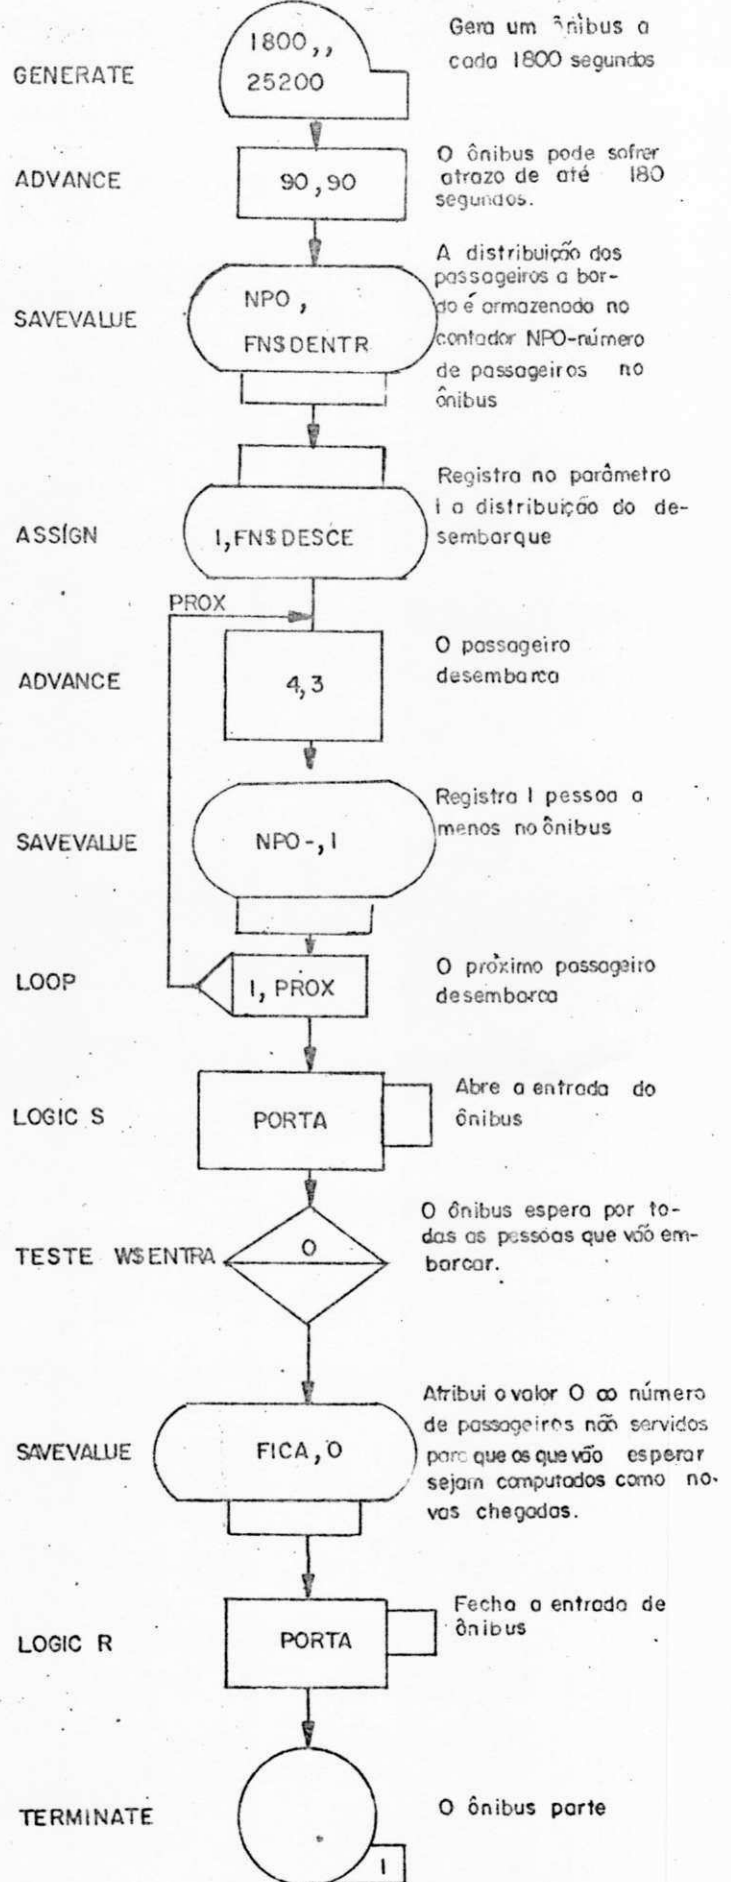 GENERATE
1800,,
25200
Gera um ônibus a
cada 1800 segundos
ADVANCE
90,90
O ônibus pode sofrer
atrazo de até 180
segundos.
SAVEVALUE
NPO,
FN$DENTR
A distribuição dos
passageiros a bor-
do é armazenado no
contador NPO-número
de passageiros no
ônibus
ASSIGN
1,FN$DESCE
Registra no parâmetro
1 a distribuição do de-
sembarque
PROX
ADVANCE
4,3
O passageiro
desembarca
SAVEVALUE
NPO-,1
Registra 1 pessoa a
menos no ônibus
LOOP
1, PROX
O próximo passageiro
desembarca
LOGIC S
PORTA
Abre a entrada do
ônibus
TESTE W$ENTRA
0
O ônibus espera por to-
das as pessoas que vão em-
barcar.
SAVEVALUE
FICA,0
Atribui o valor O ao número
de passageiros não servidos
para que os que vão esperar
sejam computados como no-
vas chegadas.
LOGIC R
PORTA
Fecha a entrada de
ônibus
TERMINATE
1
O ônibus parte